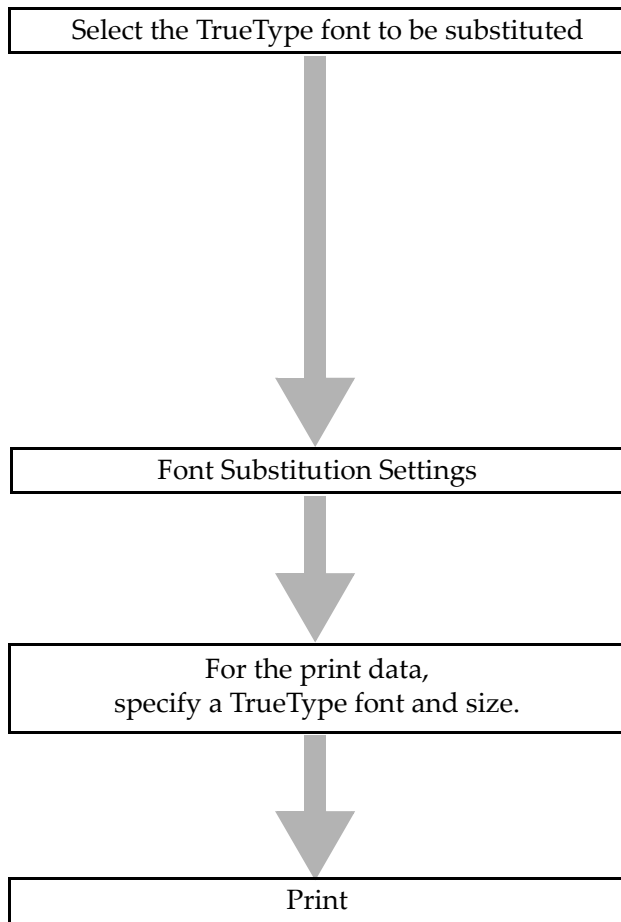 Select the TrueType font to be substituted
Font Substitution Settings
For the print data,
specify a TrueType font and size.
Print